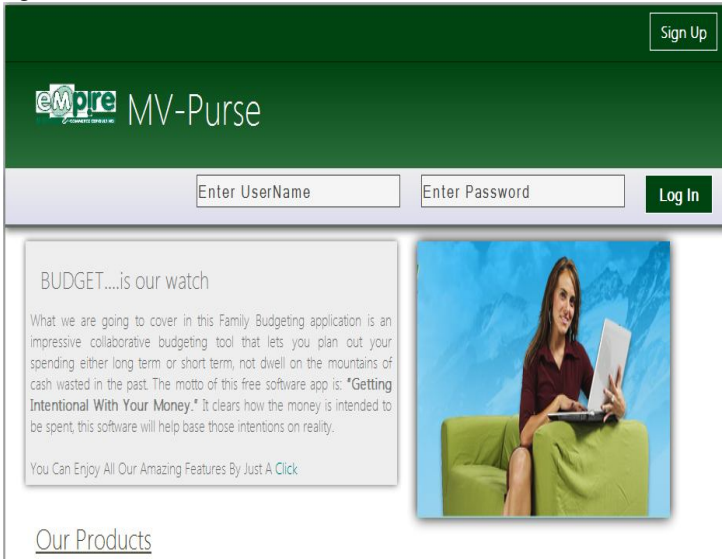 Sign Up
eMpre MV-Purse
Enter UserName Enter Password Log In
BUDGET....is our watch
What we are going to cover in this Family Budgeting application is an
impressive collaborative budgeting tool that lets you plan out your
spending either long term or short term, not dwell on the mountains of
cash wasted in the past. The motto of this free software app is: "Getting
Intentional With Your Money." It clears how the money is intended to
be spent, this software will help base those intentions on reality.
You Can Enjoy All Our Amazing Features By Just A Click
Our Products